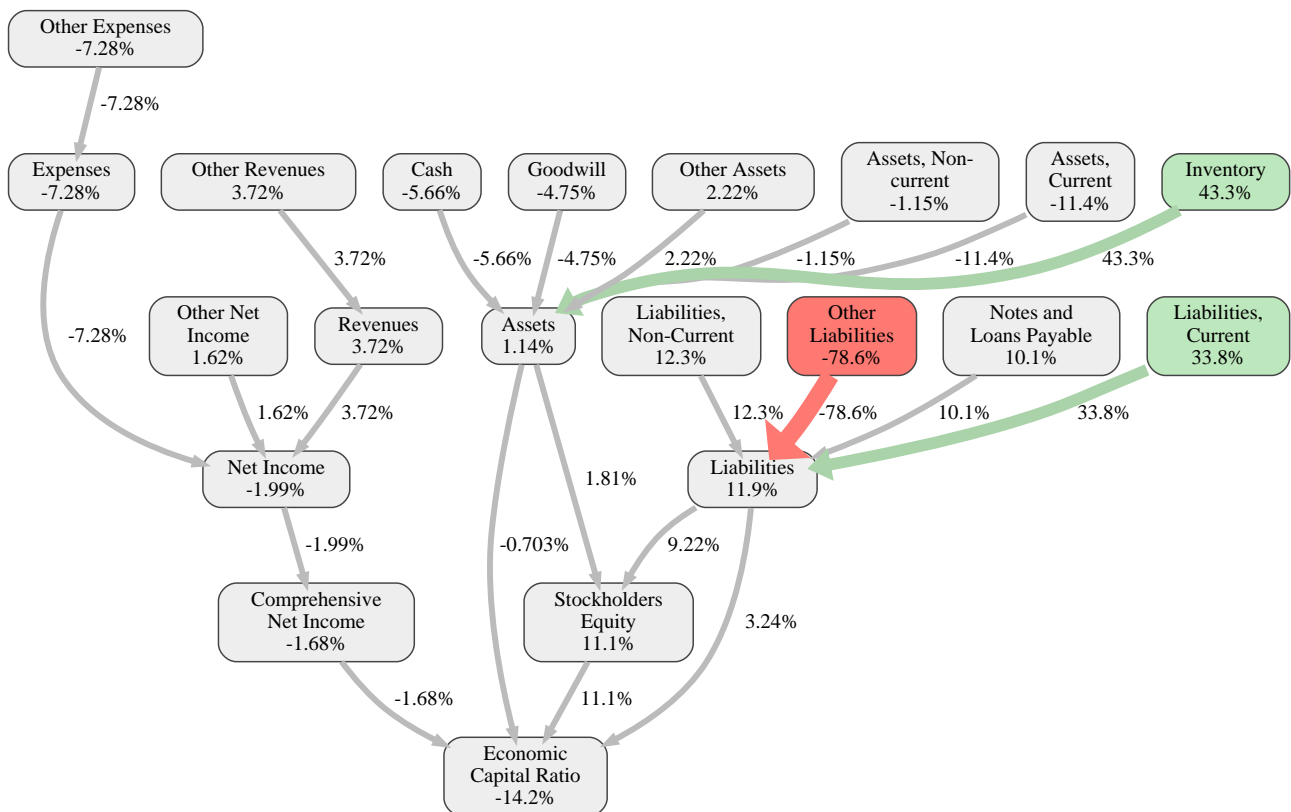 Other Expenses
-7.28%
-7.28%
Expenses
-7.28%
Other Revenues
3.72%
Cash
-5.66%
Goodwill
-4.75%
Other Assets
2.22%
Assets, Non-
current
-1.15%
Assets,
Current
-11.4%
Inventory
43.3%
3.72%
-5.66%
-4.75%
2.22%
-1.15%
-11.4%
43.3%
-7.28%
Other Net
Income
1.62%
Revenues
3.72%
Assets
1.14%
Liabilities,
Non-Current
12.3%
Other
Liabilities
-78.6%
Notes and
Loans Payable
10.1%
Liabilities,
Current
33.8%
1.62%
3.72%
12.3%
-78.6%
10.1%
33.8%
Net Income
-1.99%
1.81%
Liabilities
11.9%
-1.99%
-0.703%
9.22%
Comprehensive
Net Income
-1.68%
Stockholders
Equity
11.1%
3.24%
-1.68%
11.1%
Economic
Capital Ratio
-14.2%